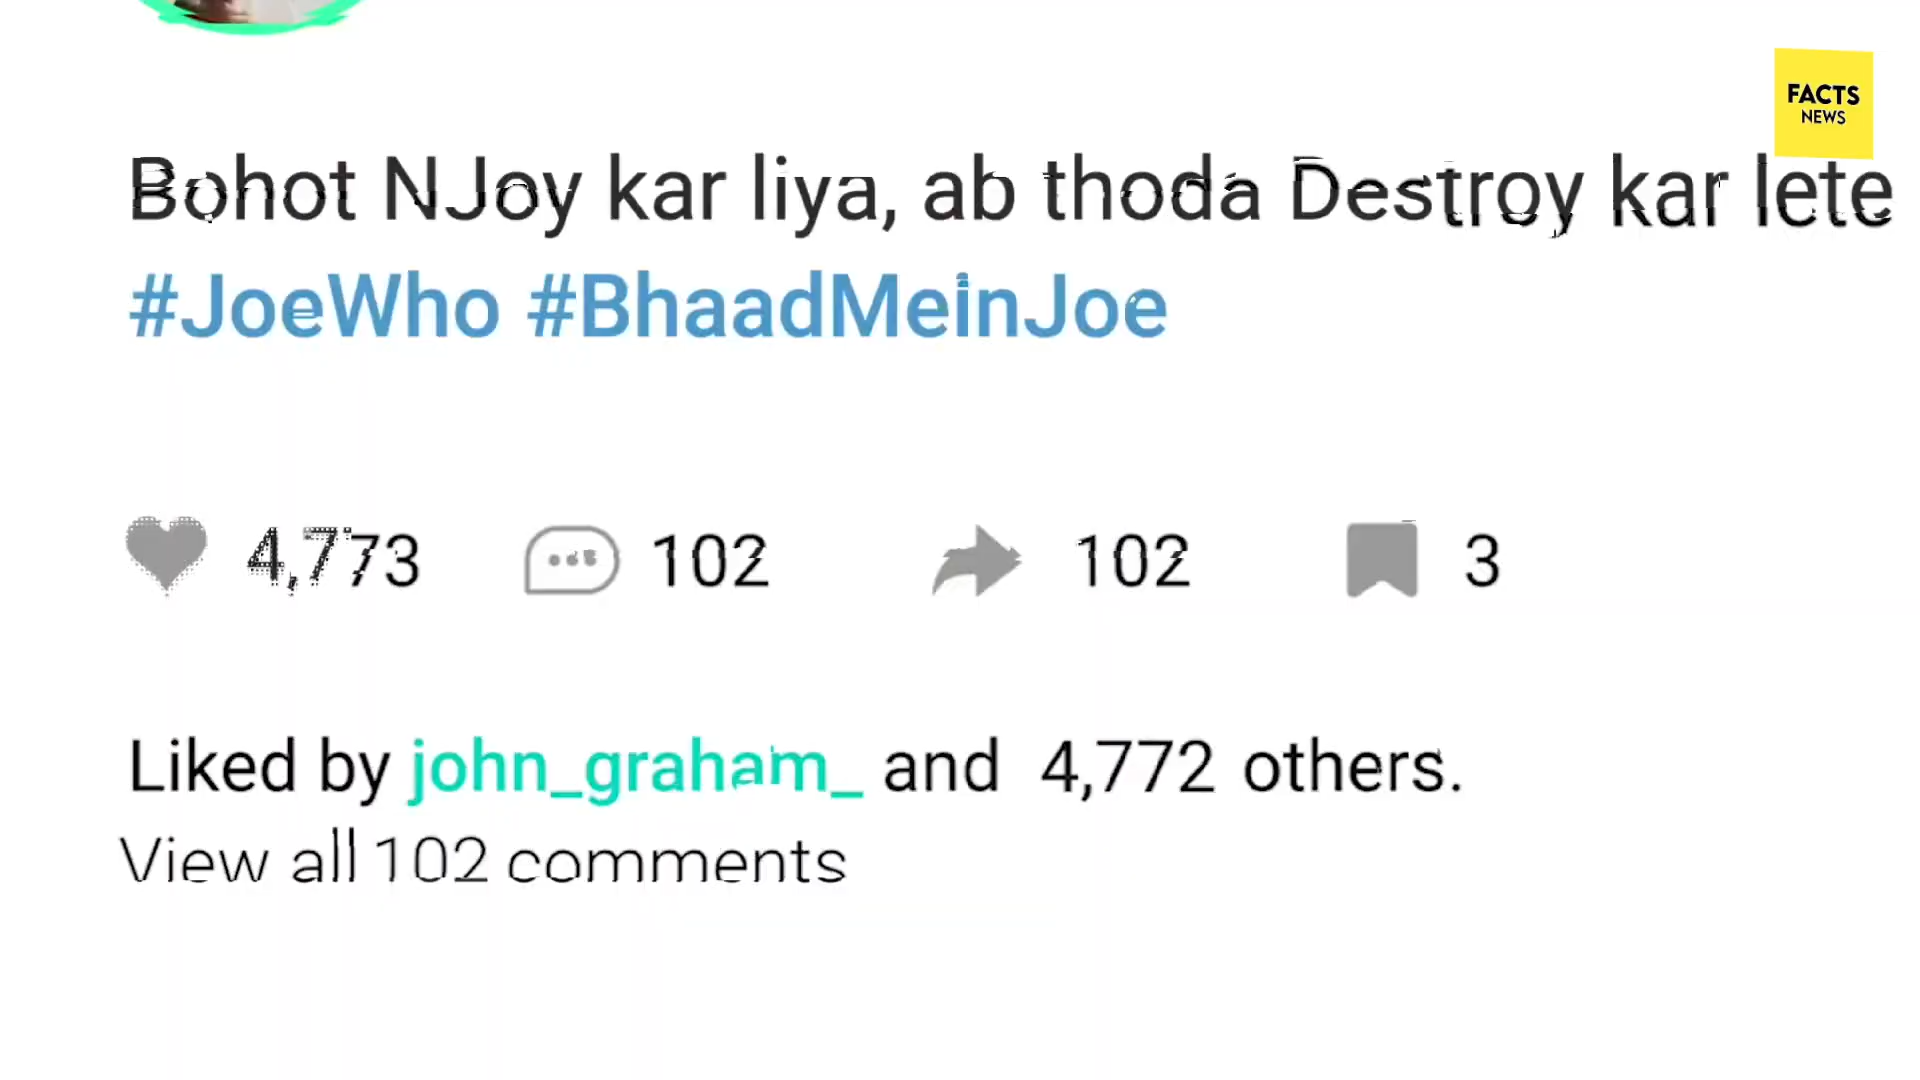 FACTS
NEWS
Bohot NJoy kar liya, ab thoda Destroy kar lete
#JoeWho #BhaadMeinJoe
4,773 102 102 3
Liked by john_graham_ and 4,772 others.
View all 102 comments